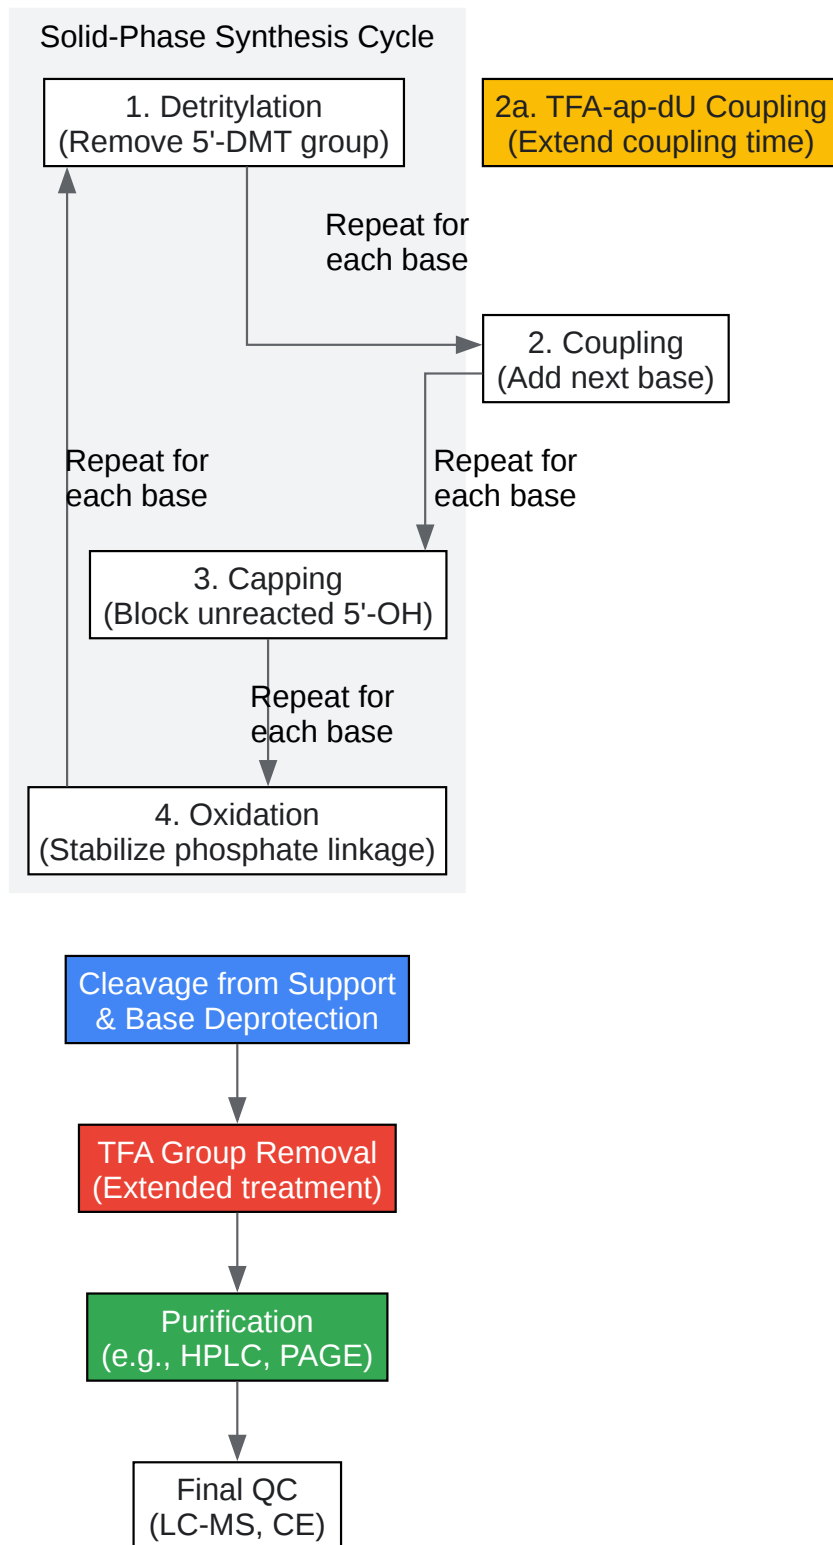 Solid-Phase Synthesis Cycle
1. Detritylation
(Remove 5'-DMT group)
2a. TFA-ap-dU Coupling
(Extend coupling time)
Repeat for
each base
2. Coupling
(Add next base)
Repeat for
each base
Repeat for
each base
3. Capping
(Block unreacted 5'-OH)
Repeat for
each base
4. Oxidation
(Stabilize phosphate linkage)
Cleavage from Support
& Base Deprotection
TFA Group Removal
(Extended treatment)
Purification
(e.g., HPLC, PAGE)
Final QC
(LC-MS, CE)